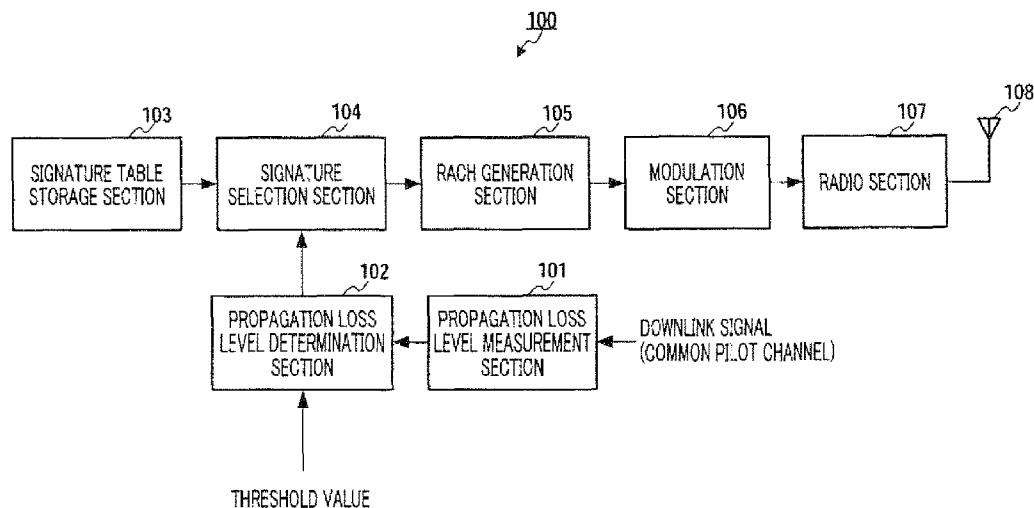 100
103
SIGNATURE TABLE
STORAGE SECTION
104
SIGNATURE
SELECTION SECTION
105
RACH GENERATION
SECTION
106
MODULATION
SECTION
107
RADIO SECTION
108
102
PROPAGATION LOSS
LEVEL DETERMINATION
SECTION
101
PROPAGATION LOSS
LEVEL MEASUREMENT
SECTION
DOWNLINK SIGNAL
(COMMON PILOT CHANNEL)
THRESHOLD VALUE